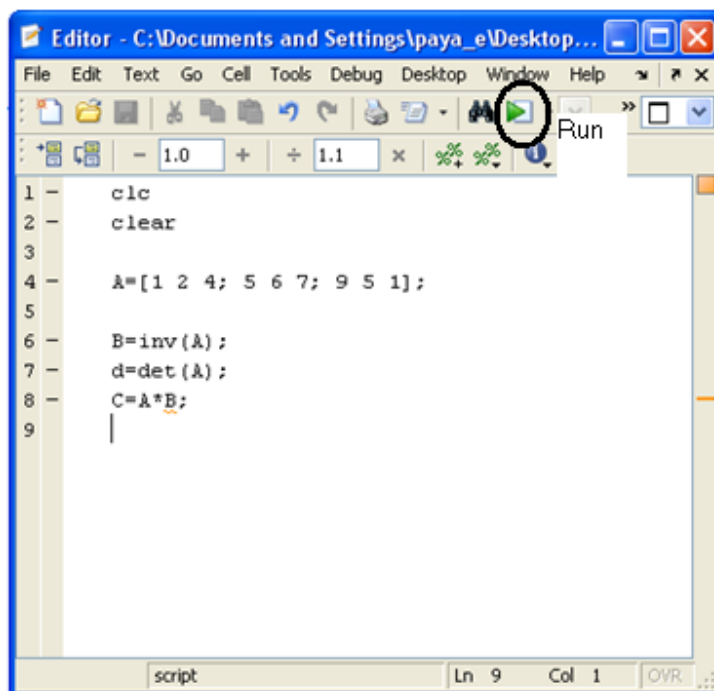 Editor - C:\Documents and Settings\paya_e\Desktop...
File Edit Text Go Cell Tools Debug Desktop Window Help
Run
- 1.0 + ÷ 1.1 ×
1 - clc
2 - clear
3
4 - A=[1 2 4; 5 6 7; 9 5 1];
5
6 - B=inv(A);
7 - d=det(A);
8 - C=A*B;
9
script Ln 9 Col 1 OVR